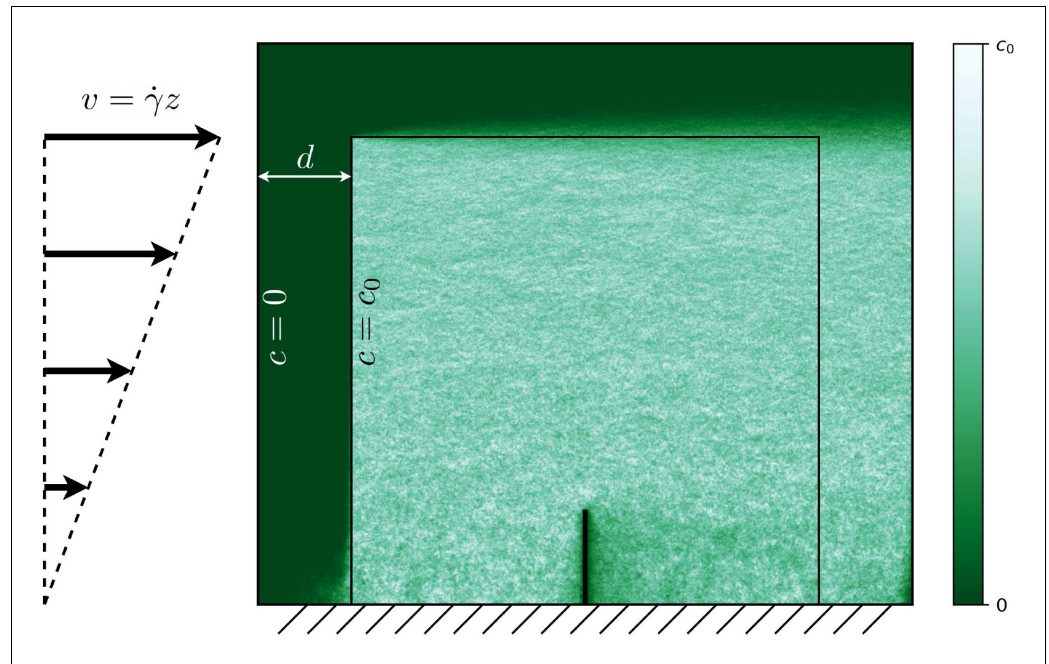 v = γ̇z
d
c = 0
c = c₀
c₀
0